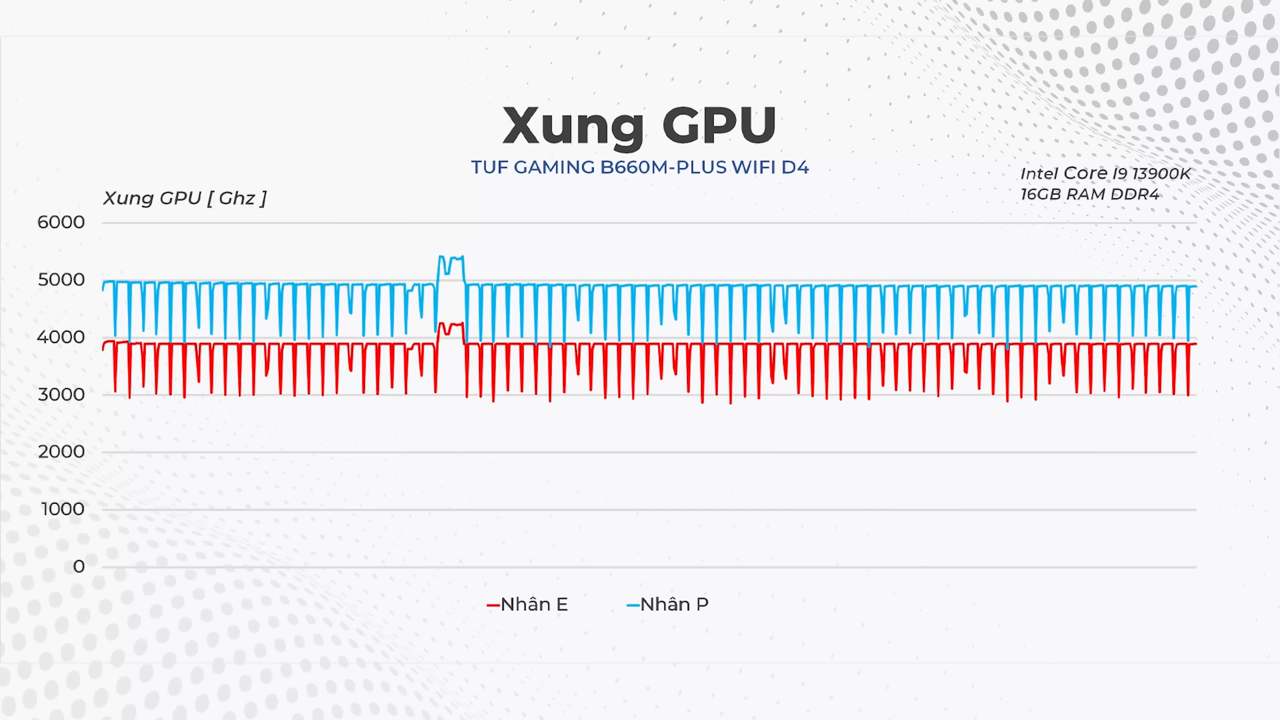 Xung GPU
TUF GAMING B660M-PLUS WIFI D4
Intel Core i9 13900K
16GB RAM DDR4
Xung GPU [ Ghz ]
6000
5000
4000
3000
2000
1000
0
Nhân E
Nhân P